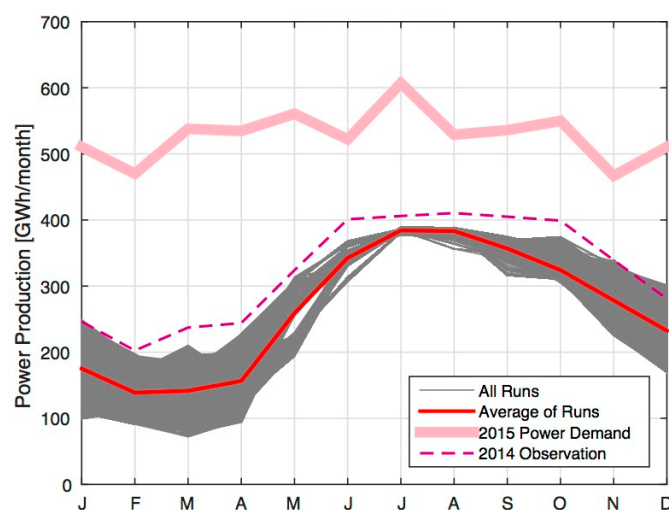 700
600
500
400
300
200
100
0
Power Production [GWh/month]
J F M A M J J A S O N D
All Runs
Average of Runs
2015 Power Demand
2014 Observation